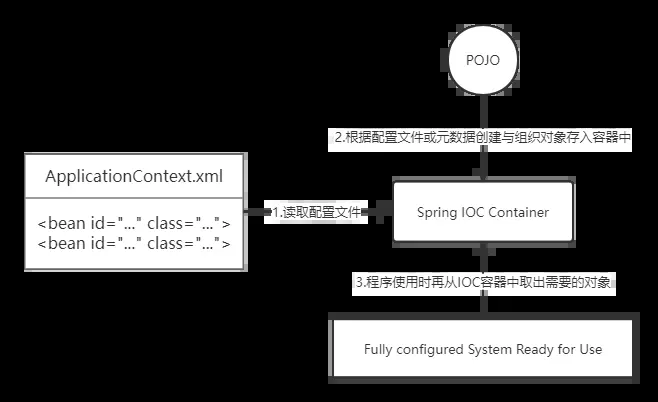 POJO
2.根据配置文件或元数据创建与组织对象存入容器中
ApplicationContext.xml
<bean id="..." class="...">
<bean id="..." class="...">
1.读取配置文件
Spring IOC Container
3.程序使用时再从IOC容器中取出需要的对象
Fully configured System Ready for Use